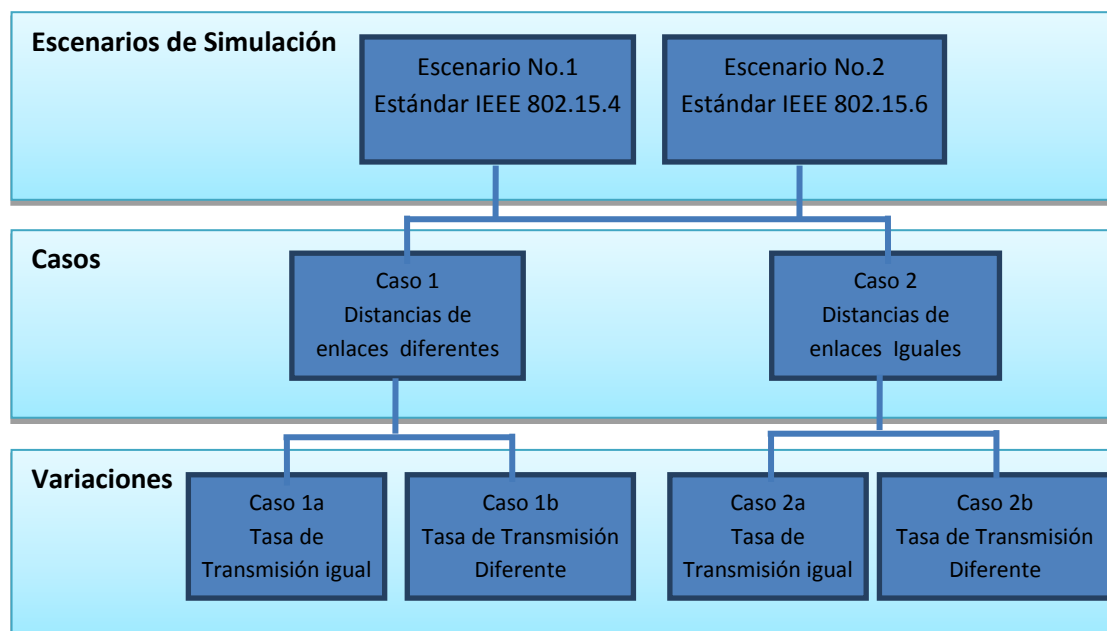 Escenarios de Simulación
Escenario No.1
Estándar IEEE 802.15.4
Escenario No.2
Estándar IEEE 802.15.6
Casos
Caso 1
Distancias de
enlaces diferentes
Caso 2
Distancias de
enlaces Iguales
Variaciones
Caso 1a
Tasa de
Transmisión igual
Caso 1b
Tasa de Transmisión
Diferente
Caso 2a
Tasa de
Transmisión igual
Caso 2b
Tasa de Transmisión
Diferente